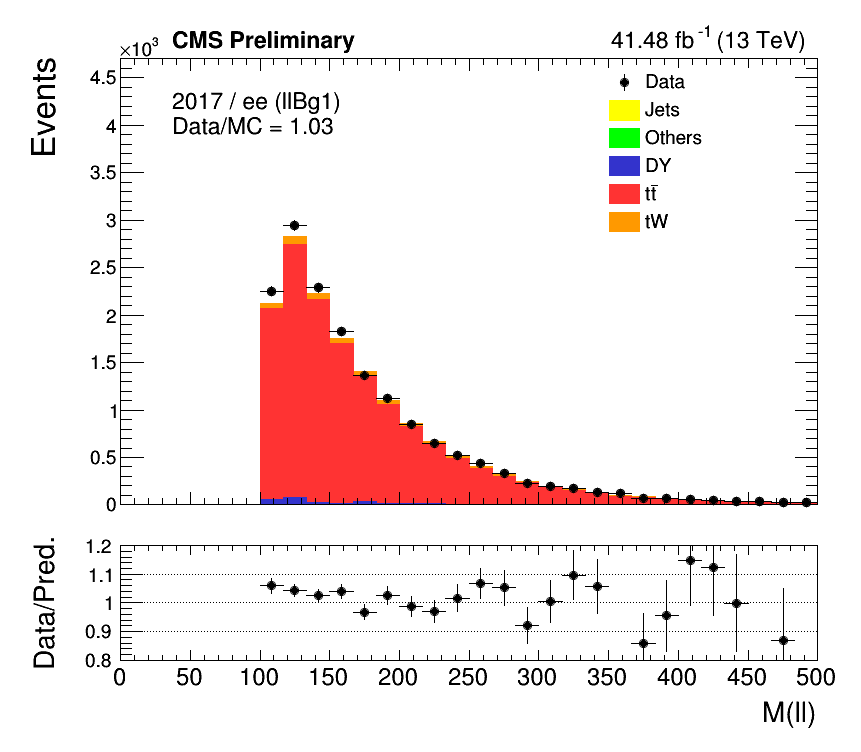 ×10³ CMS Preliminary 41.48 fb⁻¹ (13 TeV)
Events
2017 / ee (llBg1)
Data/MC = 1.03
Data
Jets
Others
DY
tt̄
tW
4.5
4
3.5
3
2.5
2
1.5
1
0.5
0
Data/Pred.
1.2
1.1
1
0.9
0.8
0 50 100 150 200 250 300 350 400 450 500
M(ll)